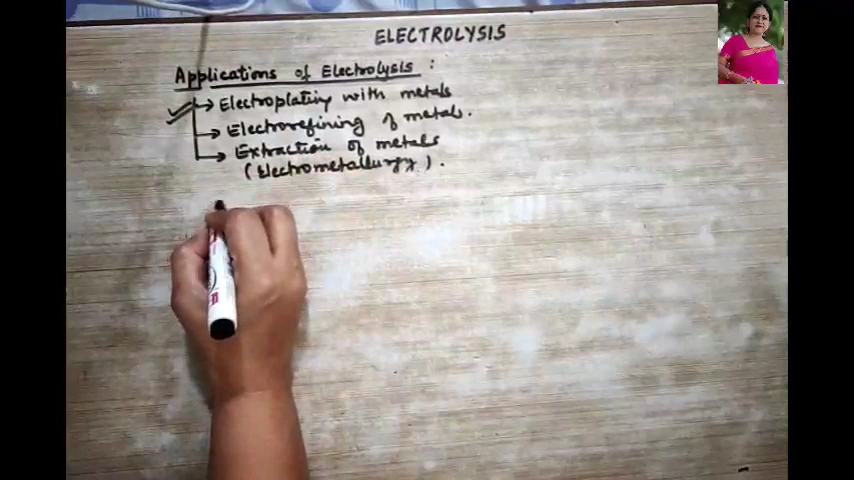 ELECTROLYSIS
Applications of Electrolysis :
Electroplating with metals
Electrorefining of metals.
Extraction of metals
(Electrometallurgy).